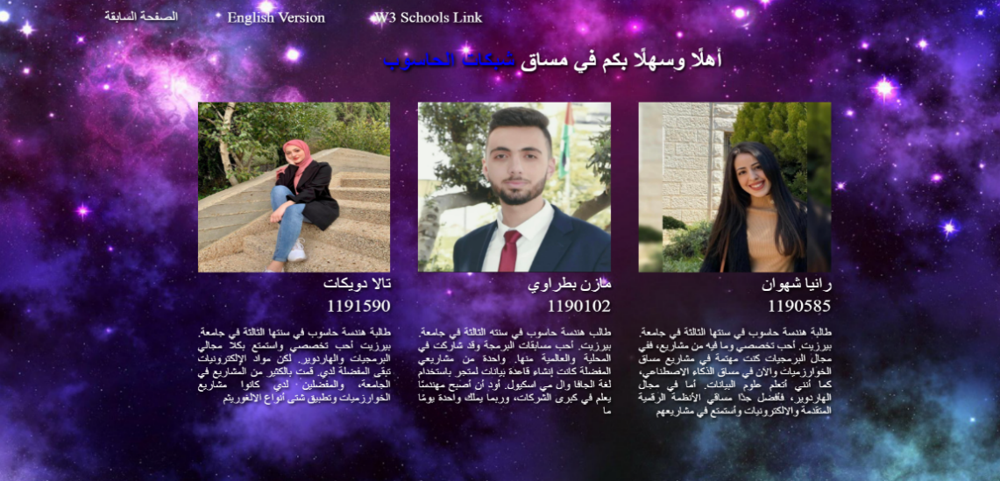 الصفحة السابقة
English Version
W3 Schools Link
أهلًا وسهلًا بكم في مساق شبكات الحاسوب
رانيا شهوان
1190585
طالبة هندسة حاسوب في سنتها الثالثة في جامعة.
بيرزيت. أحب تخصصي وما فيه من مشاريع، ففي
مجال البرمجيات كنت مهتمة في مشاريع مساق
الخوارزميات والان في مساق الذكاء الاصطناعي،
كما أنني أتعلم علوم البيانات. أما في مجال
الهاردوير، فأفضل جدًا مساقي الأنظمة الرقمية
المتقدمة والالكترونيات وأستمتع في مشاريعهم
مازن بطراوي
1190102
طالب هندسة حاسوب في سنته الثالثة في جامعة.
بيرزيت. أحب مسابقات البرمجة وقد شاركت في
المحلية والعالمية منها. واحدة من مشاريعي
المفضلة كانت إنشاء قاعدة بيانات لمتجر باستخدام
لغة الجافا وال مي اسكيول. أود أن أصبح مهندسًا
يعلم في كبرى الشركات، وربما يملك واحدة يومًا
ما
تالا دويكات
1191590
طالبة هندسة حاسوب في سنتها الثالثة في جامعة.
بيرزيت أحب تخصصي واستمتع بكلا مجالي
البرمجيات والهاردوير. لكن مواد الإلكترونيات
تبقى المفضلة لدي. قمت بالكثير من المشاريع في
الجامعة، والمفضلين لدي كانوا مشاريع
الخوارزميات وتطبيق شتى أنواع الالغوريتم